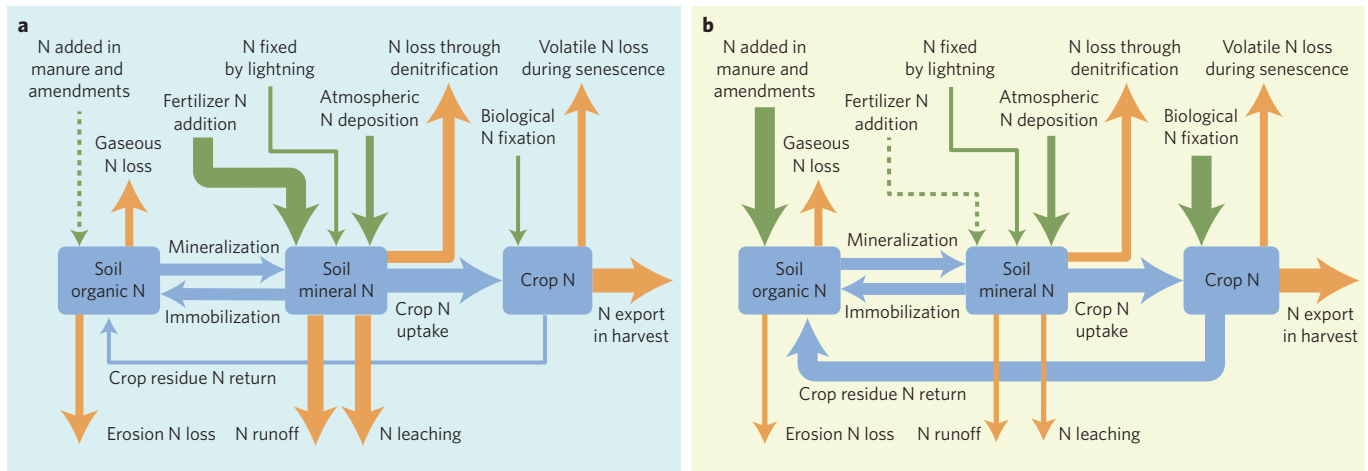 a
N added in
manure and
amendments
N fixed
by lightning
N loss through
denitrification
Volatile N loss
during senescence
Fertilizer N
addition
Atmospheric
N deposition
Biological
N fixation
Gaseous
N loss
Mineralization
Soil
organic N
Soil
mineral N
Crop N
Immobilization
Crop N
uptake
N export
in harvest
Crop residue N return
Erosion N loss
N runoff
N leaching
b
N added in
manure and
amendments
N fixed
by lightning
N loss through
denitrification
Volatile N loss
during senescence
Fertilizer N
addition
Atmospheric
N deposition
Biological
N fixation
Gaseous
N loss
Mineralization
Soil
organic N
Soil
mineral N
Crop N
Immobilization
Crop N
uptake
N export
in harvest
Crop residue N return
Erosion N loss
N runoff
N leaching